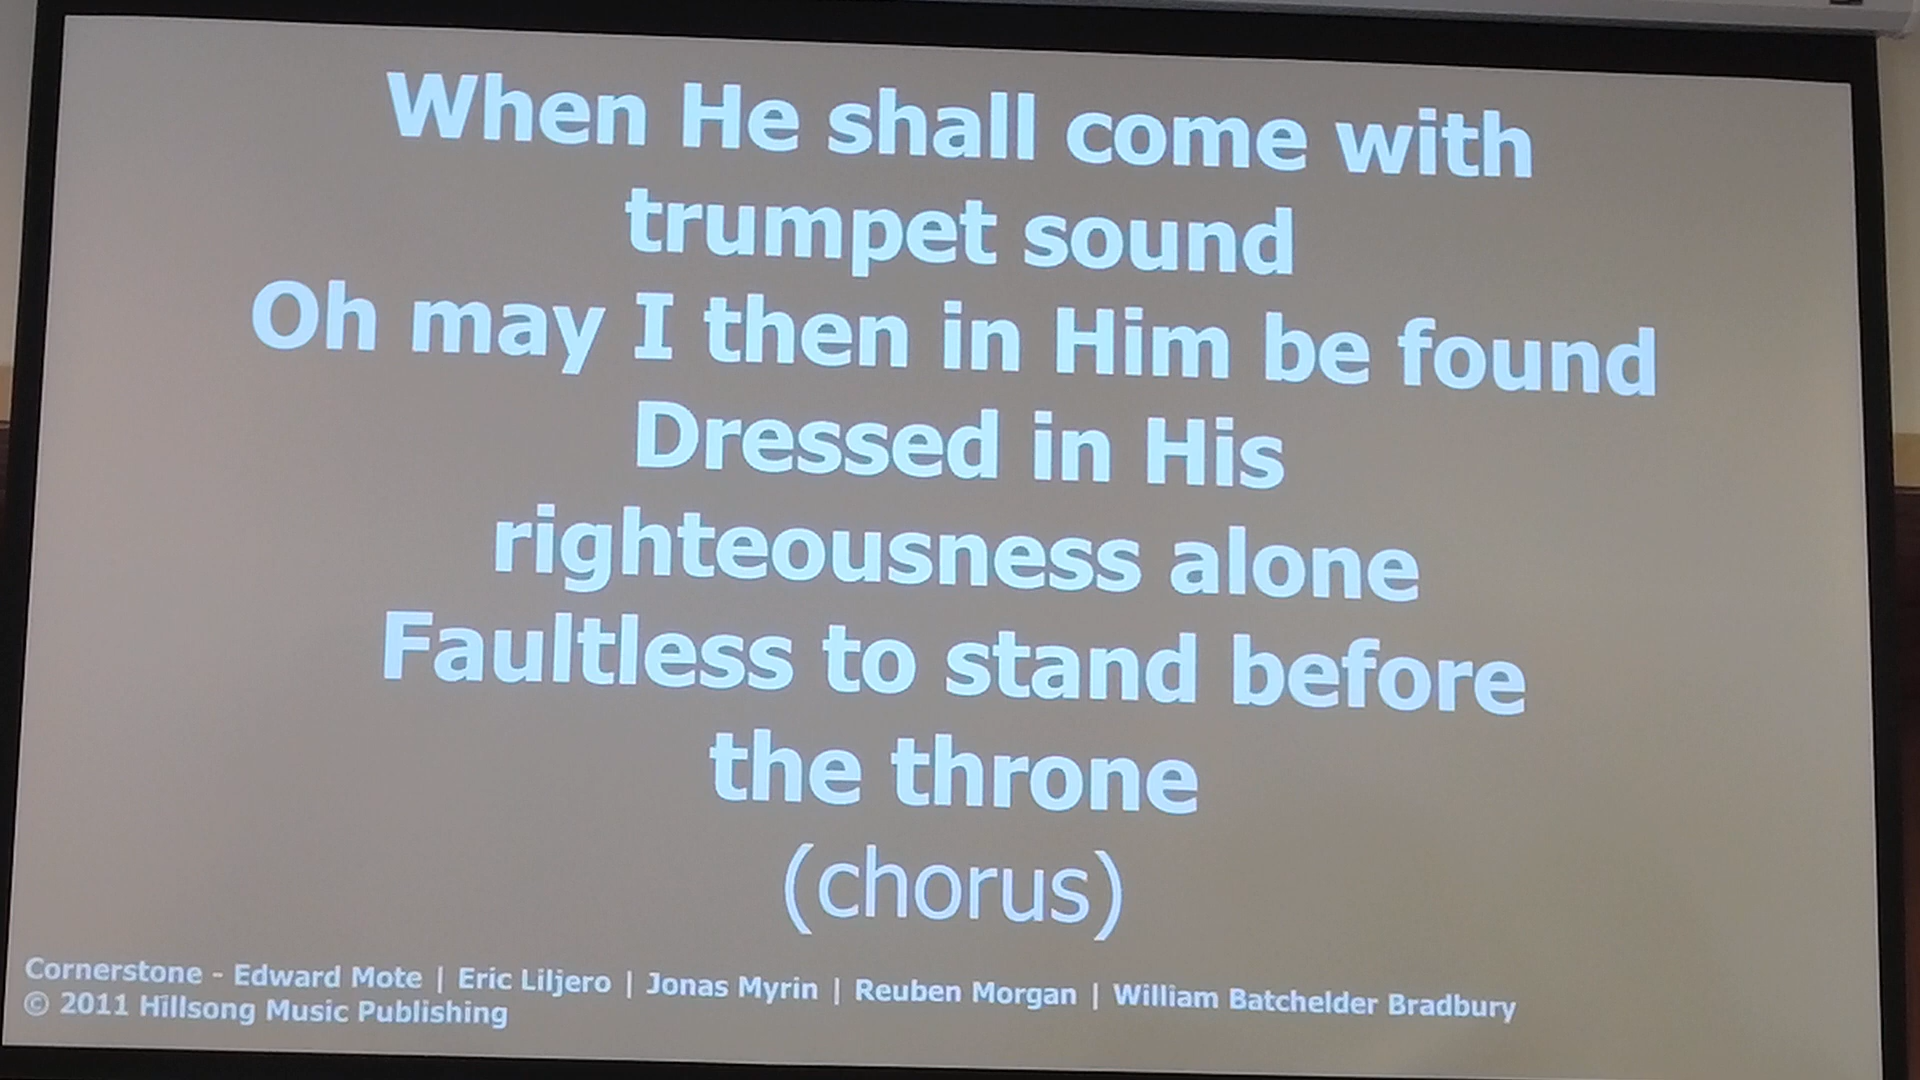 When He shall come with
trumpet sound
Oh may I then in Him be found
Dressed in His
righteousness alone
Faultless to stand before
the throne
(chorus)
Cornerstone - Edward Mote | Eric Liljero | Jonas Myrin | Reuben Morgan | William Batchelder Bradbury
© 2011 Hillsong Music Publishing